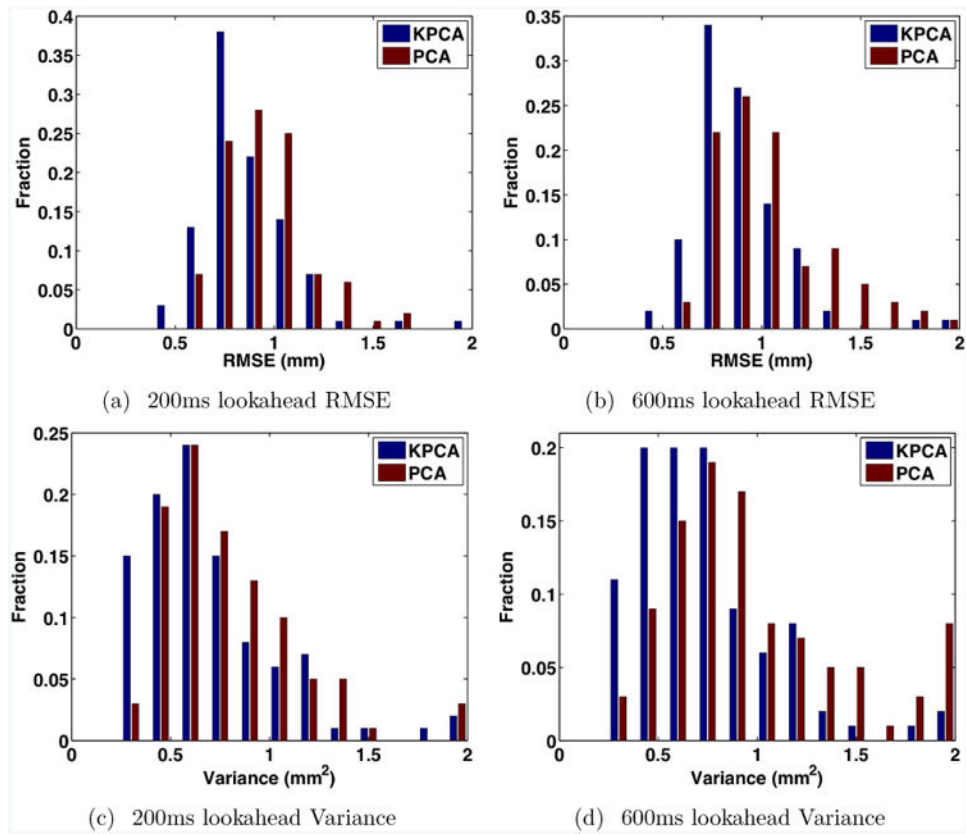 0.4
0.35
0.3
0.25
0.2
0.15
0.1
0.05
0
Fraction
KPCA
PCA
0 0.5 1 1.5 2
RMSE (mm)
(a) 200ms lookahead RMSE
0.35
0.3
0.25
0.2
0.15
0.1
0.05
0
Fraction
KPCA
PCA
0 0.5 1 1.5 2
RMSE (mm)
(b) 600ms lookahead RMSE
0.25
0.2
0.15
0.1
0.05
0
Fraction
KPCA
PCA
0 0.5 1 1.5 2
Variance (mm²)
(c) 200ms lookahead Variance
0.2
0.15
0.1
0.05
0
Fraction
KPCA
PCA
0 0.5 1 1.5 2
Variance (mm²)
(d) 600ms lookahead Variance